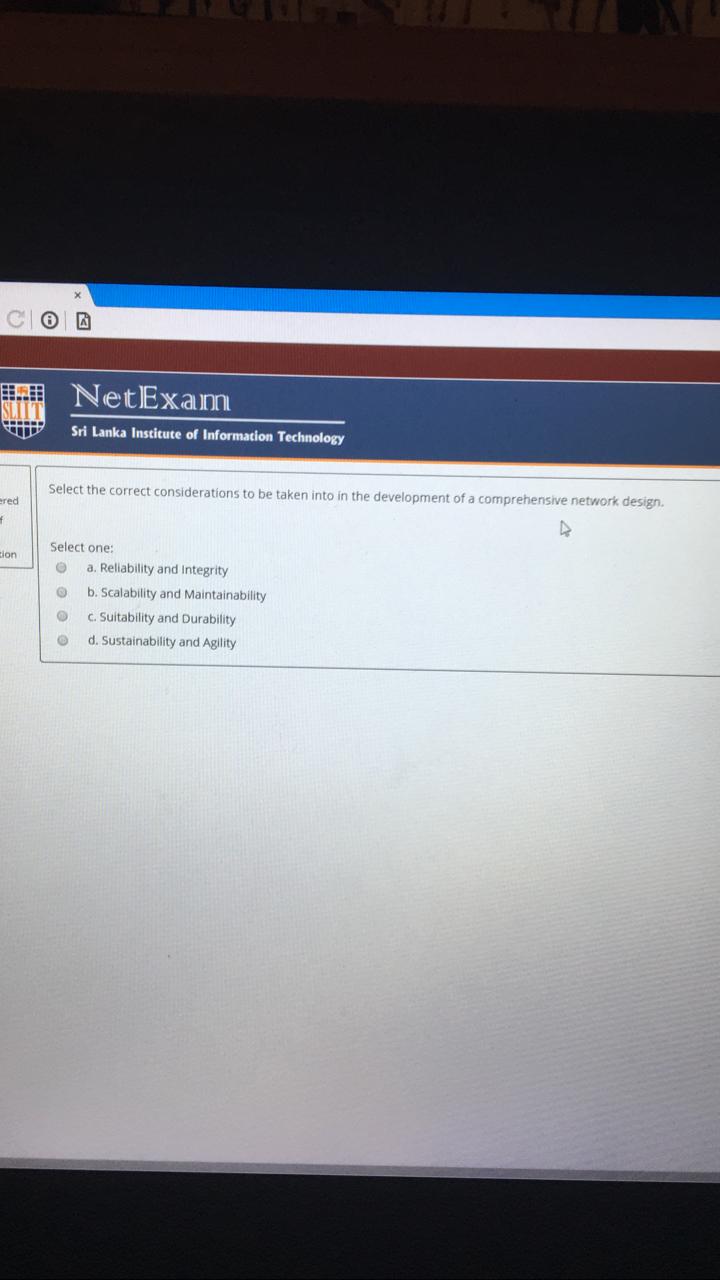 SLIIT
NetExam
Sri Lanka Institute of Information Technology
ered
f
tion
Select the correct considerations to be taken into in the development of a comprehensive network design.
Select one:
a. Reliability and Integrity
b. Scalability and Maintainability
c. Suitability and Durability
d. Sustainability and Agility